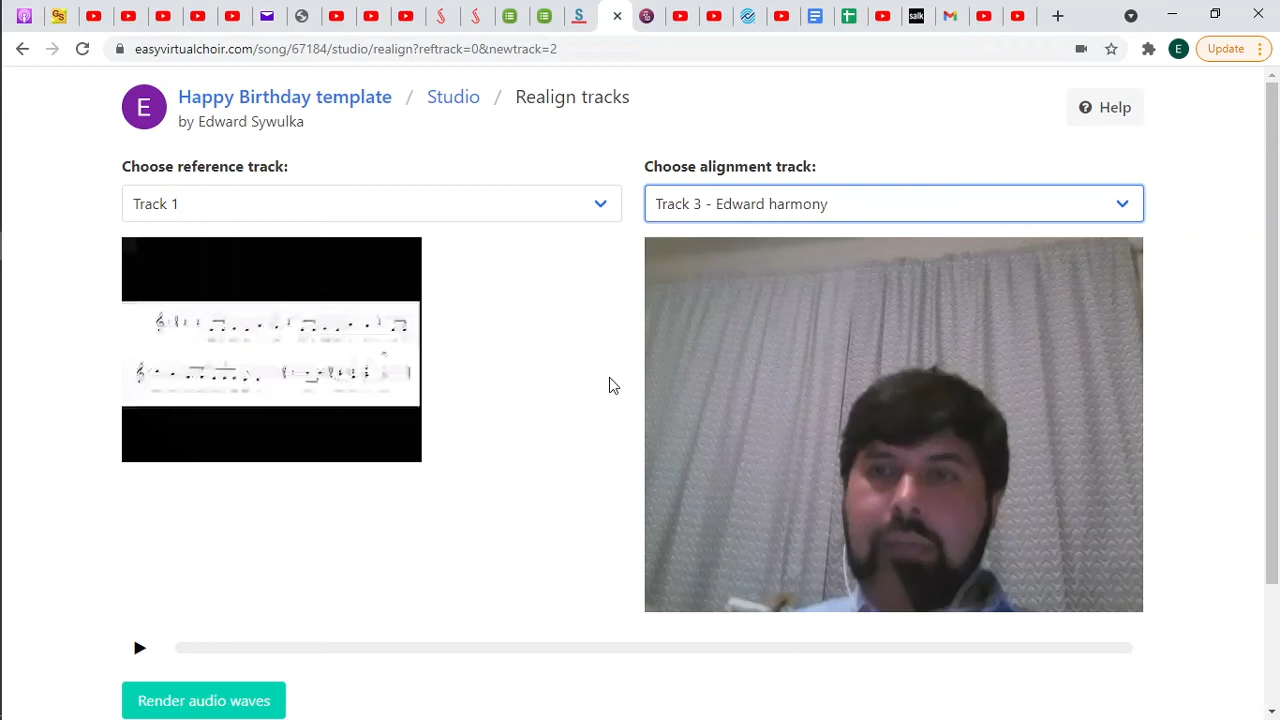 salk
easyvirtualchoir.com/song/67184/studio/realign?reftrack=0&newtrack=2
E
Update
E
Happy Birthday template / Studio / Realign tracks
by Edward Sywulka
Help
Choose reference track:
Choose alignment track:
Track 1
Track 3 - Edward harmony
Render audio waves